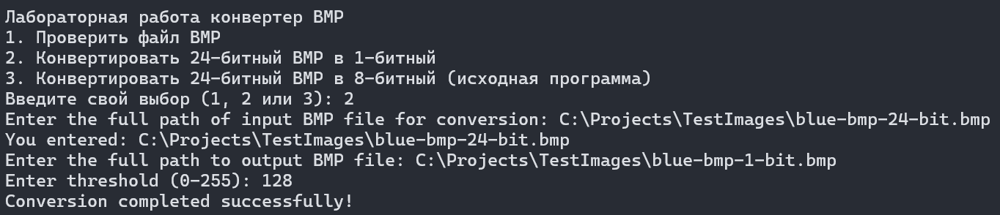 Лабораторная работа конвертер BMP
1. Проверить файл BMP
2. Конвертировать 24-битный BMP в 1-битный
3. Конвертировать 24-битный BMP в 8-битный (исходная программа)
Введите свой выбор (1, 2 или 3): 2
Enter the full path of input BMP file for conversion: C:\Projects\TestImages\blue-bmp-24-bit.bmp
You entered: C:\Projects\TestImages\blue-bmp-24-bit.bmp
Enter the full path to output BMP file: C:\Projects\TestImages\blue-bmp-1-bit.bmp
Enter threshold (0-255): 128
Conversion completed successfully!